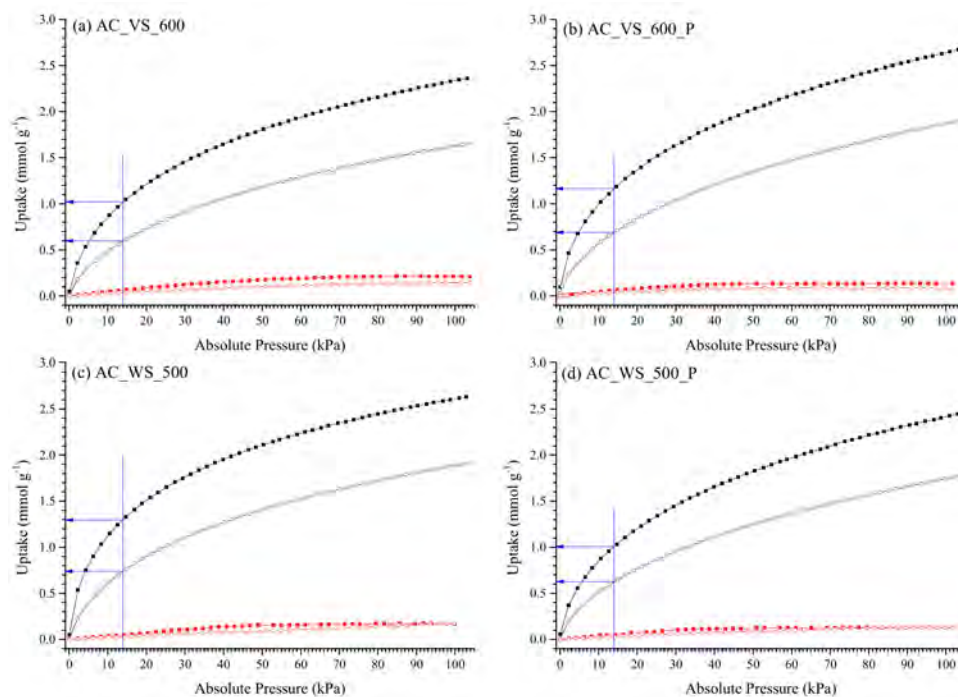 (a) AC_VS_600
3.0
2.5
2.0
1.5
1.0
0.5
0.0
Uptake (mmol g⁻¹)
0 10 20 30 40 50 60 70 80 90 100
Absolute Pressure (kPa)
(b) AC_VS_600_P
3.0
2.5
2.0
1.5
1.0
0.5
0.0
Uptake (mmol g⁻¹)
0 10 20 30 40 50 60 70 80 90 100
Absolute Pressure (kPa)
(c) AC_WS_500
3.0
2.5
2.0
1.5
1.0
0.5
0.0
Uptake (mmol g⁻¹)
0 10 20 30 40 50 60 70 80 90 100
Absolute Pressure (kPa)
(d) AC_WS_500_P
3.0
2.5
2.0
1.5
1.0
0.5
0.0
Uptake (mmol g⁻¹)
0 10 20 30 40 50 60 70 80 90 100
Absolute Pressure (kPa)